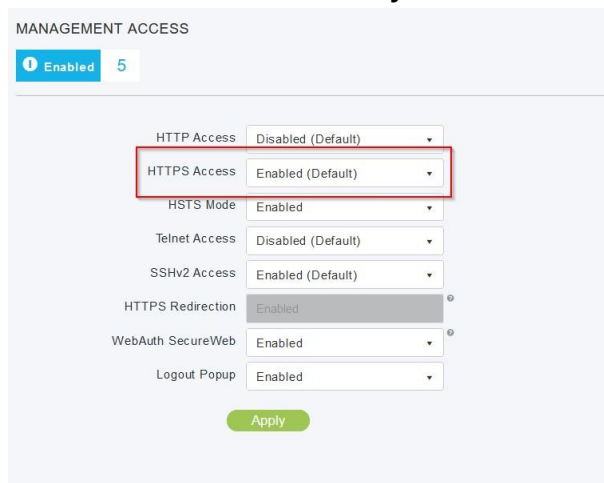 MANAGEMENT ACCESS
Enabled 5
HTTP Access Disabled (Default)
HTTPS Access Enabled (Default)
HSTS Mode Enabled
Telnet Access Disabled (Default)
SSHv2 Access Enabled (Default)
HTTPS Redirection Enabled
WebAuth SecureWeb Enabled
Logout Popup Enabled
Apply